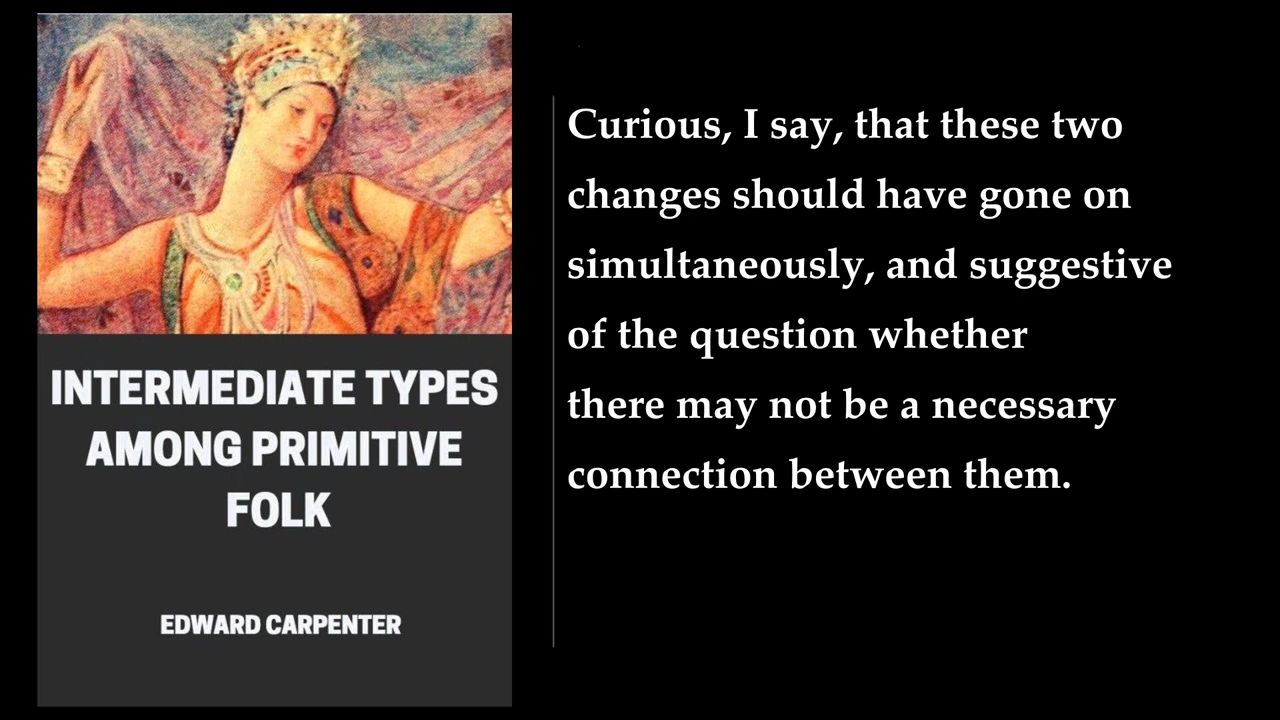 INTERMEDIATE TYPES
AMONG PRIMITIVE
FOLK
EDWARD CARPENTER
Curious, I say, that these two
changes should have gone on
simultaneously, and suggestive
of the question whether
there may not be a necessary
connection between them.